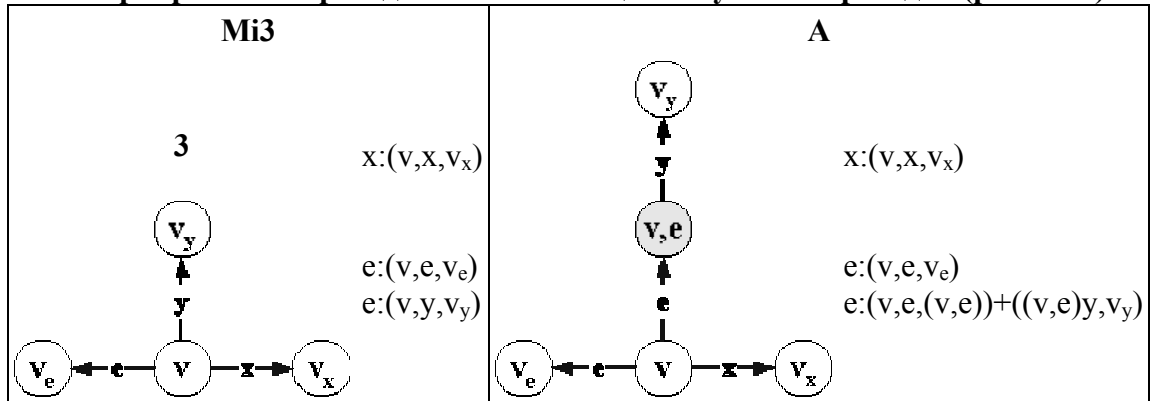 Mi3
A
v_y
3
x:(v,x,v_x)
y
x:(v,x,v_x)
v_y
v,e
e:(v,e,v_e)
e:(v,y,v_y)
e:(v,e,v_e)
e:(v,e,(v,e))+((v,e)y,v_y)
y
e
v_e e v x v_x
v_e e v x v_x